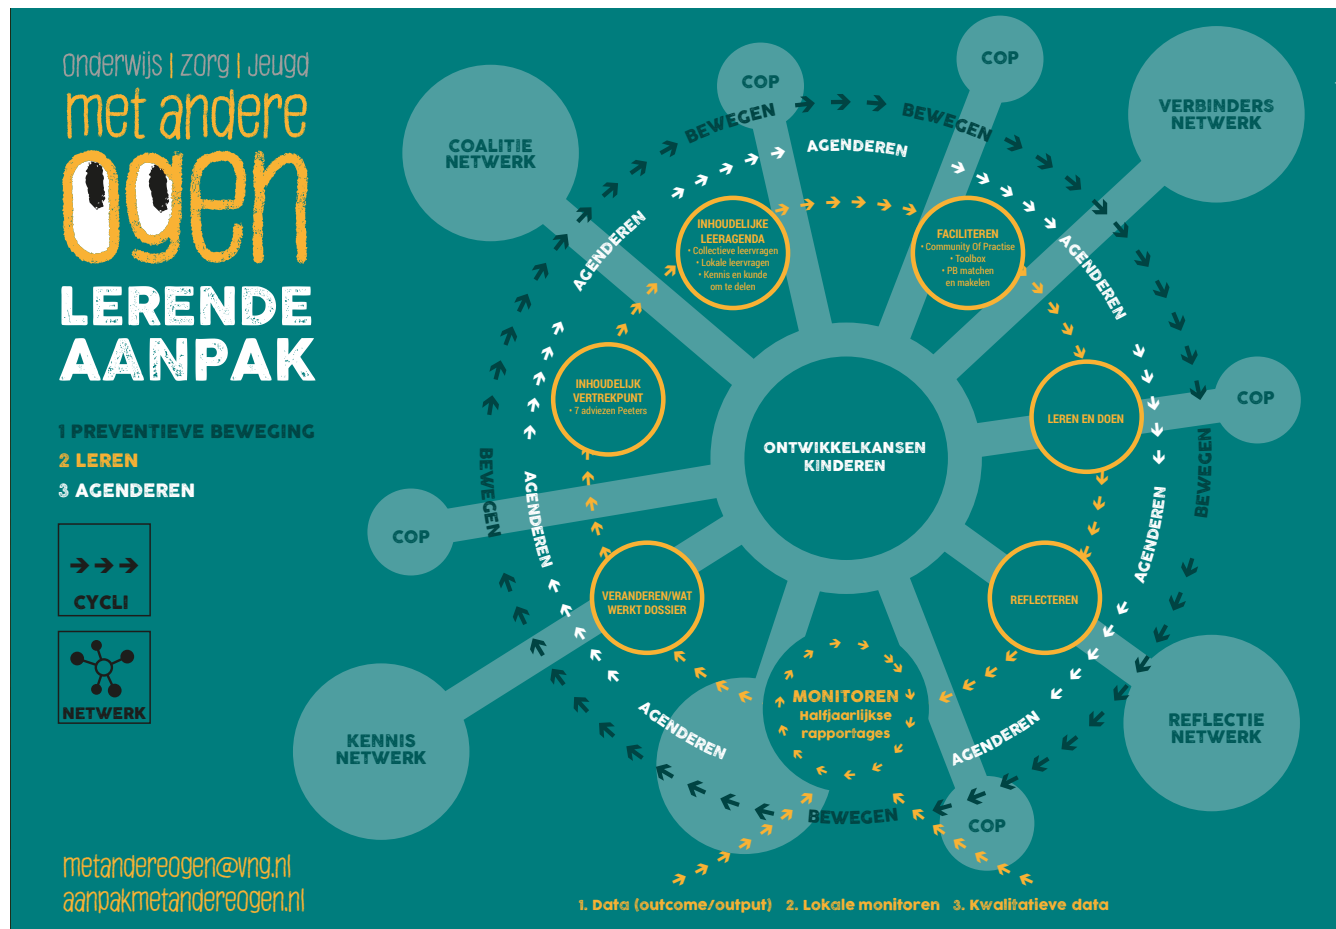 onderwijs | zorg | jeugd
met andere
ogen
LERENDE
AANPAK
1 PREVENTIEVE BEWEGING
2 LEREN
3 AGENDEREN
CYCLI
NETWERK
metandereogen@vng.nl
aanpakmetandereogen.nl
COALITIE
NETWERK
COP
COP
VERBINDERS
NETWERK
BEWEGEN
BEWEGEN
AGENDEREN
AGENDEREN
AGENDEREN
INHOUDELIJKE
LEERAGENDA
• Collectieve leervragen
• Lokale leervragen
• Kennis en kunde
om te delen
FACILITEREN
• Community Of Practise
• Toolbox
• PB matchen
en makelen
INHOUDELIJK
VERTREKPUNT
• 7 adviezen Peeters
LEREN EN DOEN
COP
ONTWIKKELKANSEN
KINDEREN
BEWEGEN
BEWEGEN
AGENDEREN
AGENDEREN
COP
VERANDEREN/WAT
WERKT DOSSIER
REFLECTEREN
MONITOREN
Halfjaarlijkse
rapportages
AGENDEREN
AGENDEREN
KENNIS
NETWERK
REFLECTIE
NETWERK
BEWEGEN
COP
1. Data (outcome/output) 2. Lokale monitoren 3. Kwalitatieve data